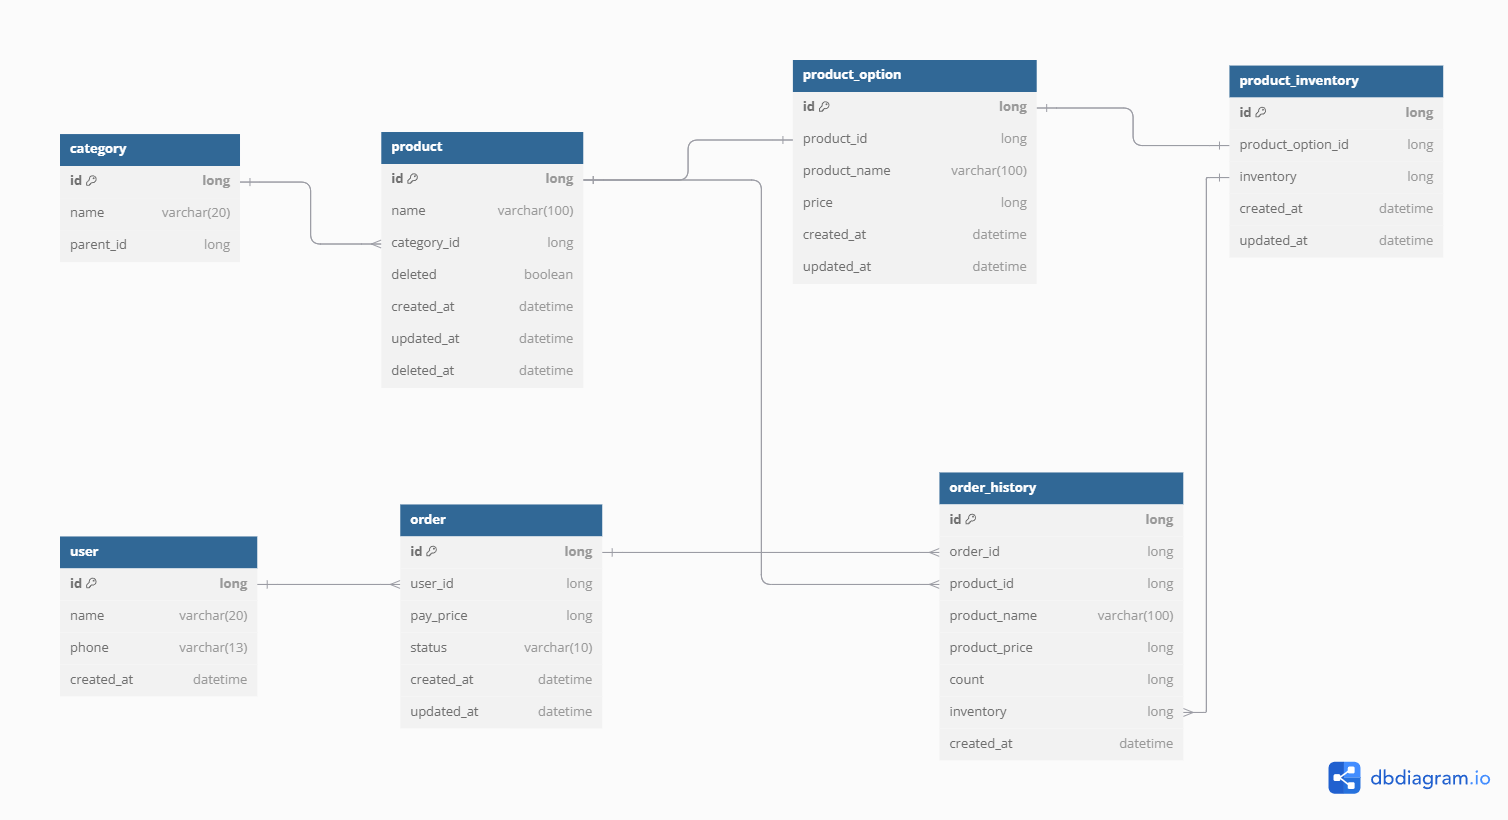 category
id long
name varchar(20)
parent_id long
product
id long
name varchar(100)
category_id long
deleted boolean
created_at datetime
updated_at datetime
deleted_at datetime
product_option
id long
product_id long
product_name varchar(100)
price long
created_at datetime
updated_at datetime
product_inventory
id long
product_option_id long
inventory long
created_at datetime
updated_at datetime
user
id long
name varchar(20)
phone varchar(13)
created_at datetime
order
id long
user_id long
pay_price long
status varchar(10)
created_at datetime
updated_at datetime
order_history
id long
order_id long
product_id long
product_name varchar(100)
product_price long
count long
inventory long
created_at datetime
dbdiagram.io